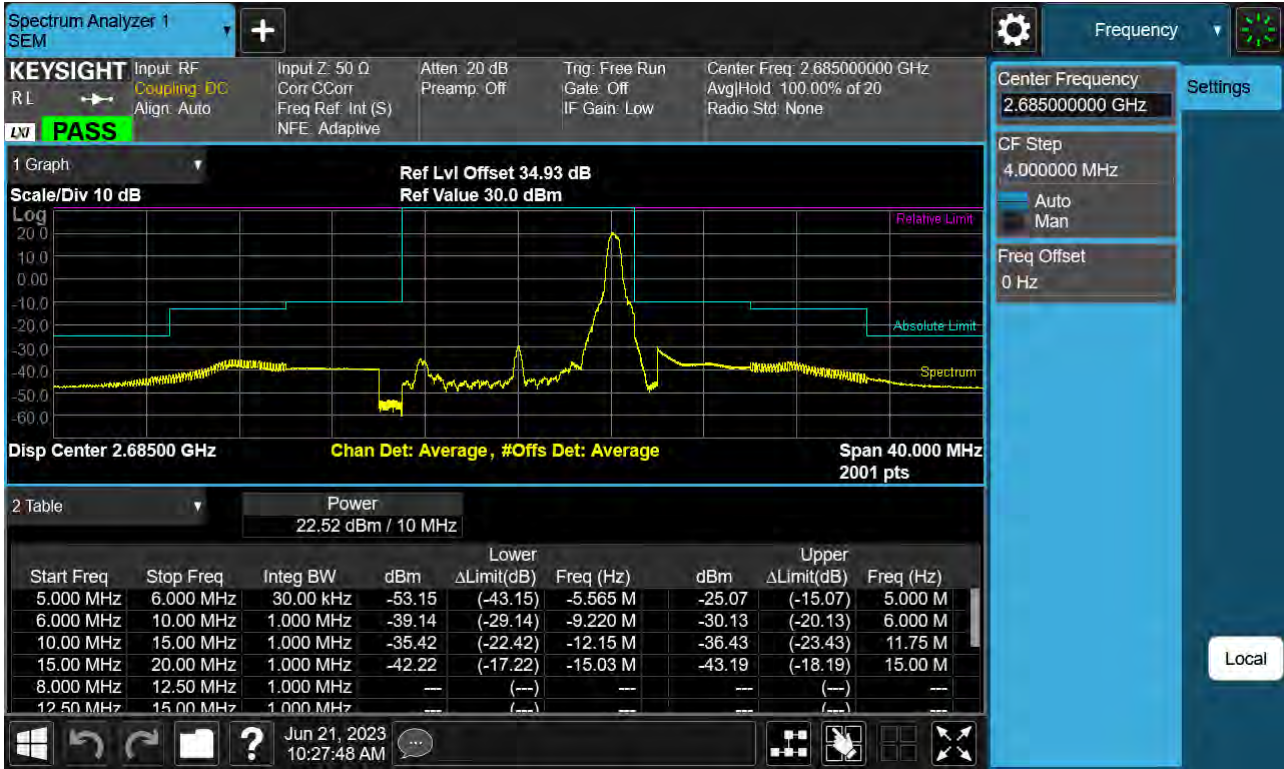 Spectrum Analyzer 1
SEM
Frequency
KEYSIGHT
R L
LXI
PASS
Input: RF
Coupling: DC
Align: Auto
Input Z: 50 Ω
Corr CCorr
Freq Ref: Int (S)
NFE: Adaptive
Atten: 20 dB
Preamp: Off
Trig: Free Run
Gate: Off
IF Gain: Low
Center Freq: 2.685000000 GHz
Avg|Hold: 100.00% of 20
Radio Std: None
Center Frequency
2.685000000 GHz
Settings
CF Step
4.000000 MHz
Auto
Man
Freq Offset
0 Hz
Local
1 Graph
Ref Lvl Offset 34.93 dB
Scale/Div 10 dB
Ref Value 30.0 dBm
Log
Relative Limit
20.0
10.0
0.00
-10.0
-20.0
Absolute Limit
-30.0
-40.0
Spectrum
-50.0
-60.0
Disp Center 2.68500 GHz
Chan Det: Average, #Offs Det: Average
Span 40.000 MHz
2001 pts
2 Table
Power
22.52 dBm / 10 MHz
Lower Upper
Start Freq Stop Freq Integ BW dBm ΔLimit(dB) Freq (Hz) dBm ΔLimit(dB) Freq (Hz)
5.000 MHz 6.000 MHz 30.00 kHz -53.15 (-43.15) -5.565 M -25.07 (-15.07) 5.000 M
6.000 MHz 10.00 MHz 1.000 MHz -39.14 (-29.14) -9.220 M -30.13 (-20.13) 6.000 M
10.00 MHz 15.00 MHz 1.000 MHz -35.42 (-22.42) -12.15 M -36.43 (-23.43) 11.75 M
15.00 MHz 20.00 MHz 1.000 MHz -42.22 (-17.22) -15.03 M -43.19 (-18.19) 15.00 M
8.000 MHz 12.50 MHz 1.000 MHz --- (---) --- --- (---) ---
12.50 MHz 15.00 MHz 1.000 MHz --- (---) --- --- (---) ---
Jun 21, 2023
10:27:48 AM